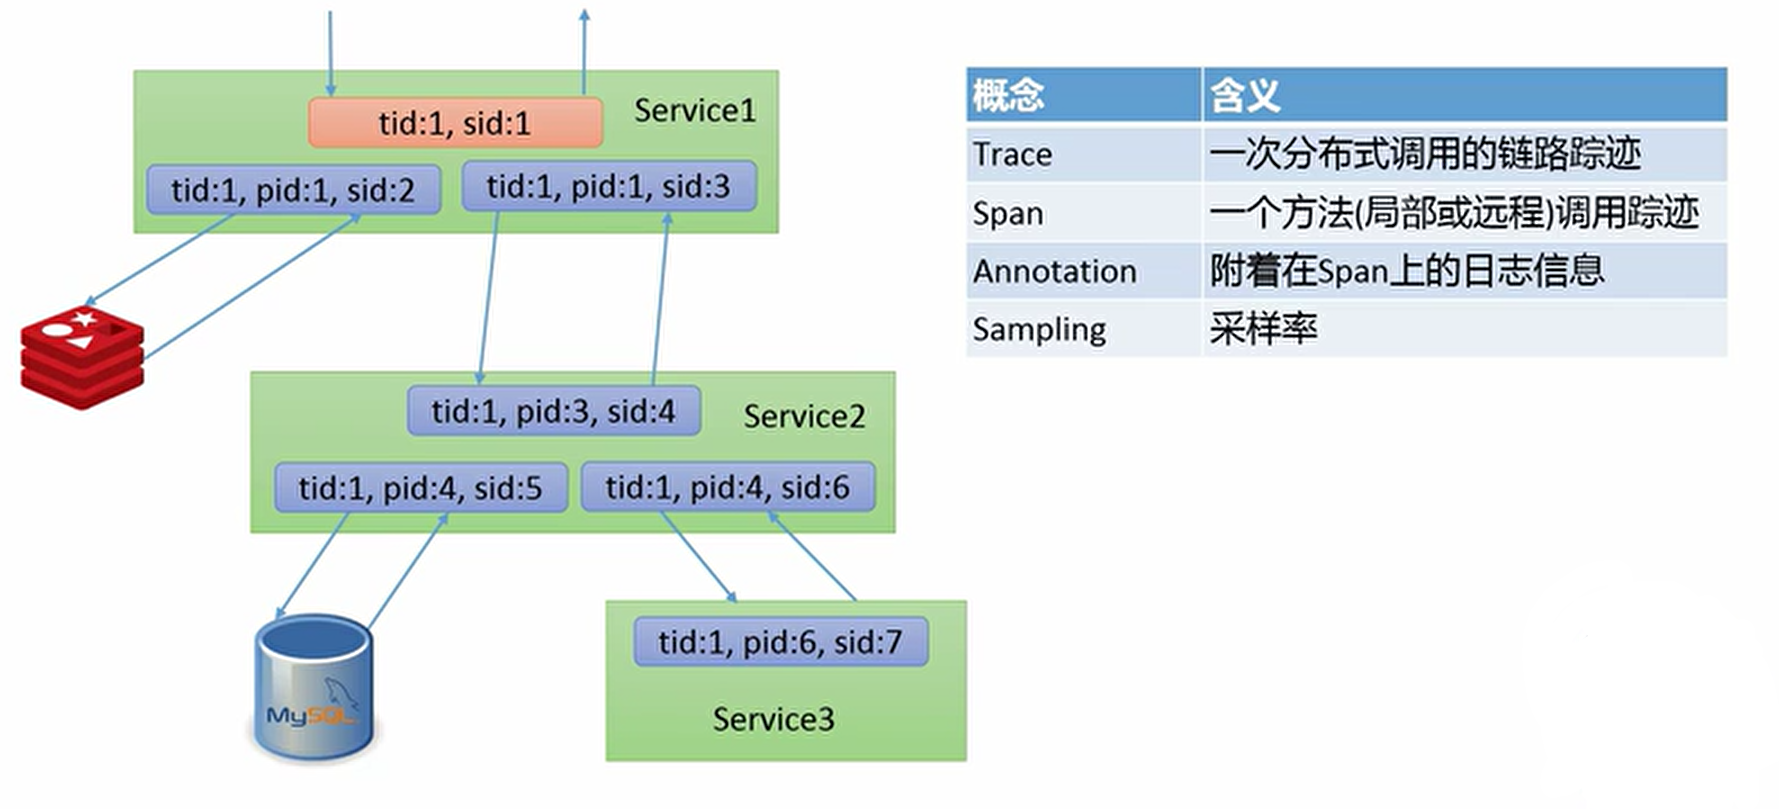 Service1
tid:1, sid:1
tid:1, pid:1, sid:2
tid:1, pid:1, sid:3
Service2
tid:1, pid:3, sid:4
tid:1, pid:4, sid:5
tid:1, pid:4, sid:6
MySQL
tid:1, pid:6, sid:7
Service3
概念 含义
Trace 一次分布式调用的链路踪迹
Span 一个方法(局部或远程)调用踪迹
Annotation 附着在Span上的日志信息
Sampling 采样率